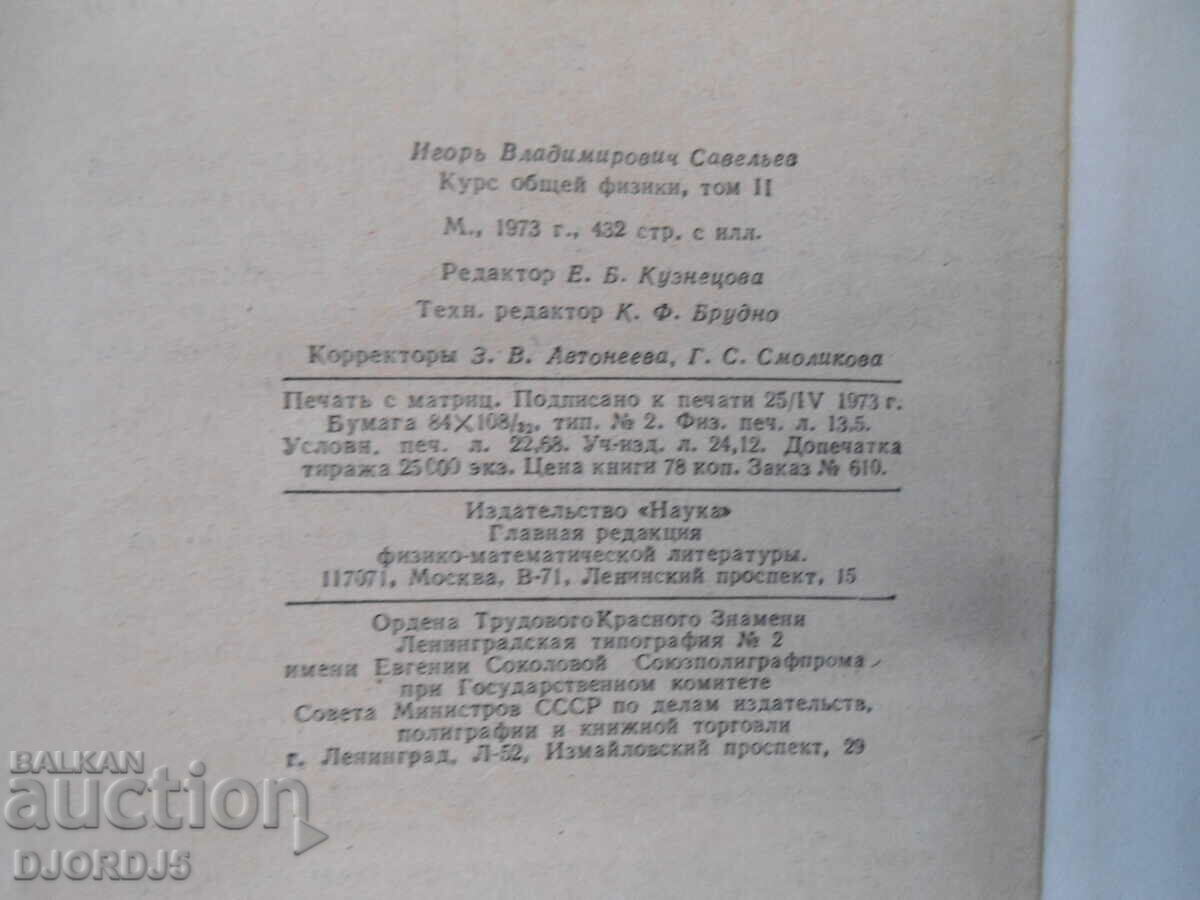 Игорь Владимирович Савельев
Курс общей физики, том II
М., 1973 г., 432 стр. с илл.
Редактор Е. Б. Кузнецова
Техн. редактор К. Ф. Брудно
Корректоры З. В. Автонеева, Г. С. Смоликова
Печать с матриц. Подписано к печати 25/IV 1973 г.
Бумага 84×108/32, тип. № 2. Физ. печ. л. 13,5.
Условн. печ. л. 22,68. Уч-изд. л. 24,12. Допечатка
тиража 25 000 экз. Цена книги 78 коп. Заказ № 610.
Издательство «Наука»
Главная редакция
физико-математической литературы.
117071, Москва, В-71, Ленинский проспект, 15
Ордена Трудового Красного Знамени
Ленинградская типография № 2
имени Евгении Соколовой Союзполиграфпрома
при Государственном комитете
Совета Министров СССР по делам издательств,
полиграфии и книжной торговли
г. Ленинград, Л-52, Измайловский проспект, 29
BALKAN
auction
DJORDJ5